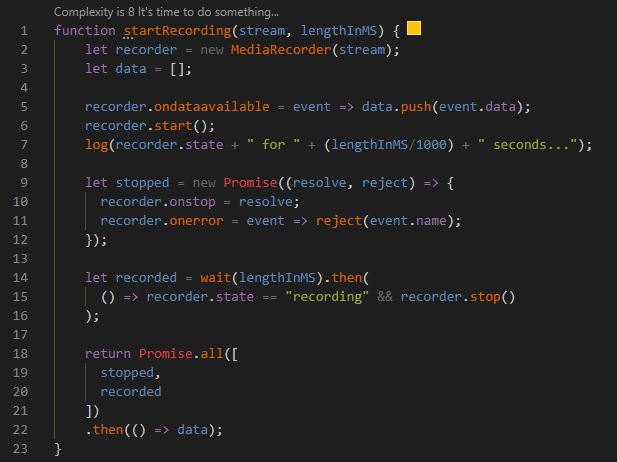 Complexity is 8 It's time to do something...
1 function startRecording(stream, lengthInMS) {
2     let recorder = new MediaRecorder(stream);
3     let data = [];
4
5     recorder.ondataavailable = event => data.push(event.data);
6     recorder.start();
7     log(recorder.state + " for " + (lengthInMS/1000) + " seconds...");
8
9     let stopped = new Promise((resolve, reject) => {
10       recorder.onstop = resolve;
11       recorder.onerror = event => reject(event.name);
12     });
13
14     let recorded = wait(lengthInMS).then(
15       () => recorder.state == "recording" && recorder.stop()
16     );
17
18     return Promise.all([
19       stopped,
20       recorded
21     ])
22     .then(() => data);
23 }